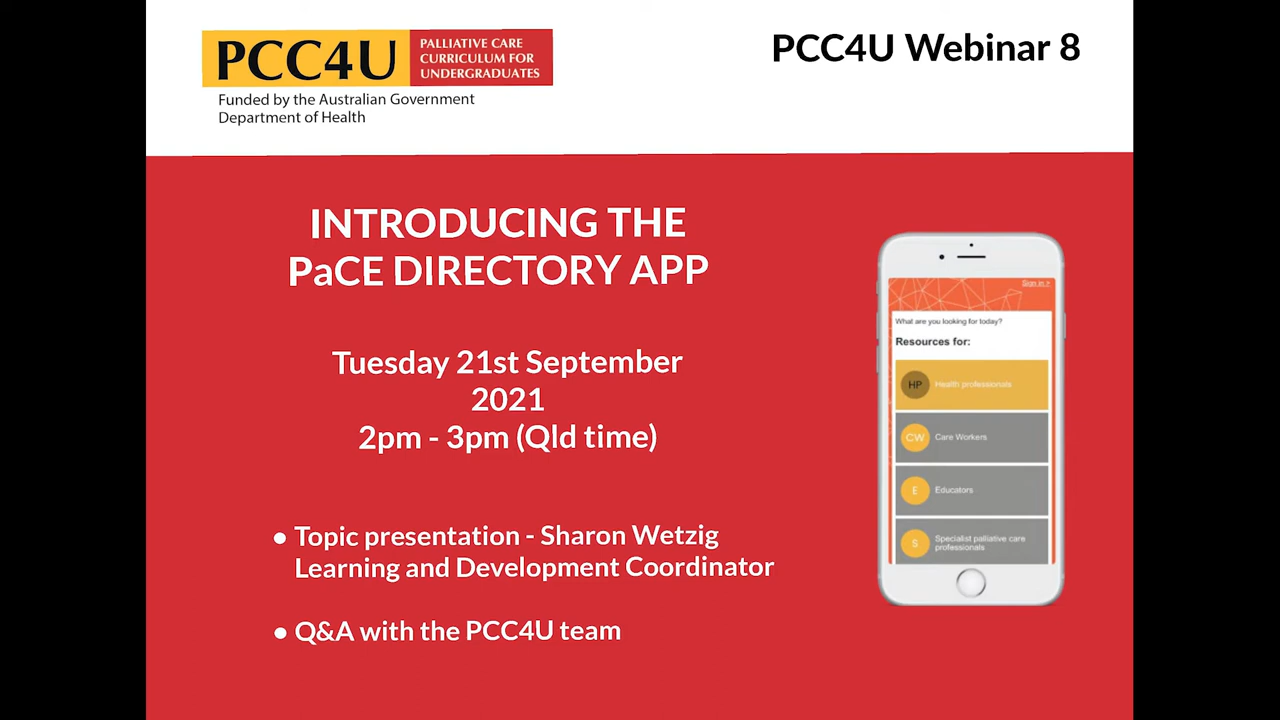 PCC4U
PALLIATIVE CARE
CURRICULUM FOR
UNDERGRADUATES
Funded by the Australian Government
Department of Health
PCC4U Webinar 8
INTRODUCING THE
PaCE DIRECTORY APP
Tuesday 21st September
2021
2pm - 3pm (Qld time)
• Topic presentation - Sharon Wetzig
Learning and Development Coordinator
• Q&A with the PCC4U team
Sign in >
What are you looking for today?
Resources for:
HP Health professionals
CW Care Workers
E Educators
S Specialist palliative care
professionals